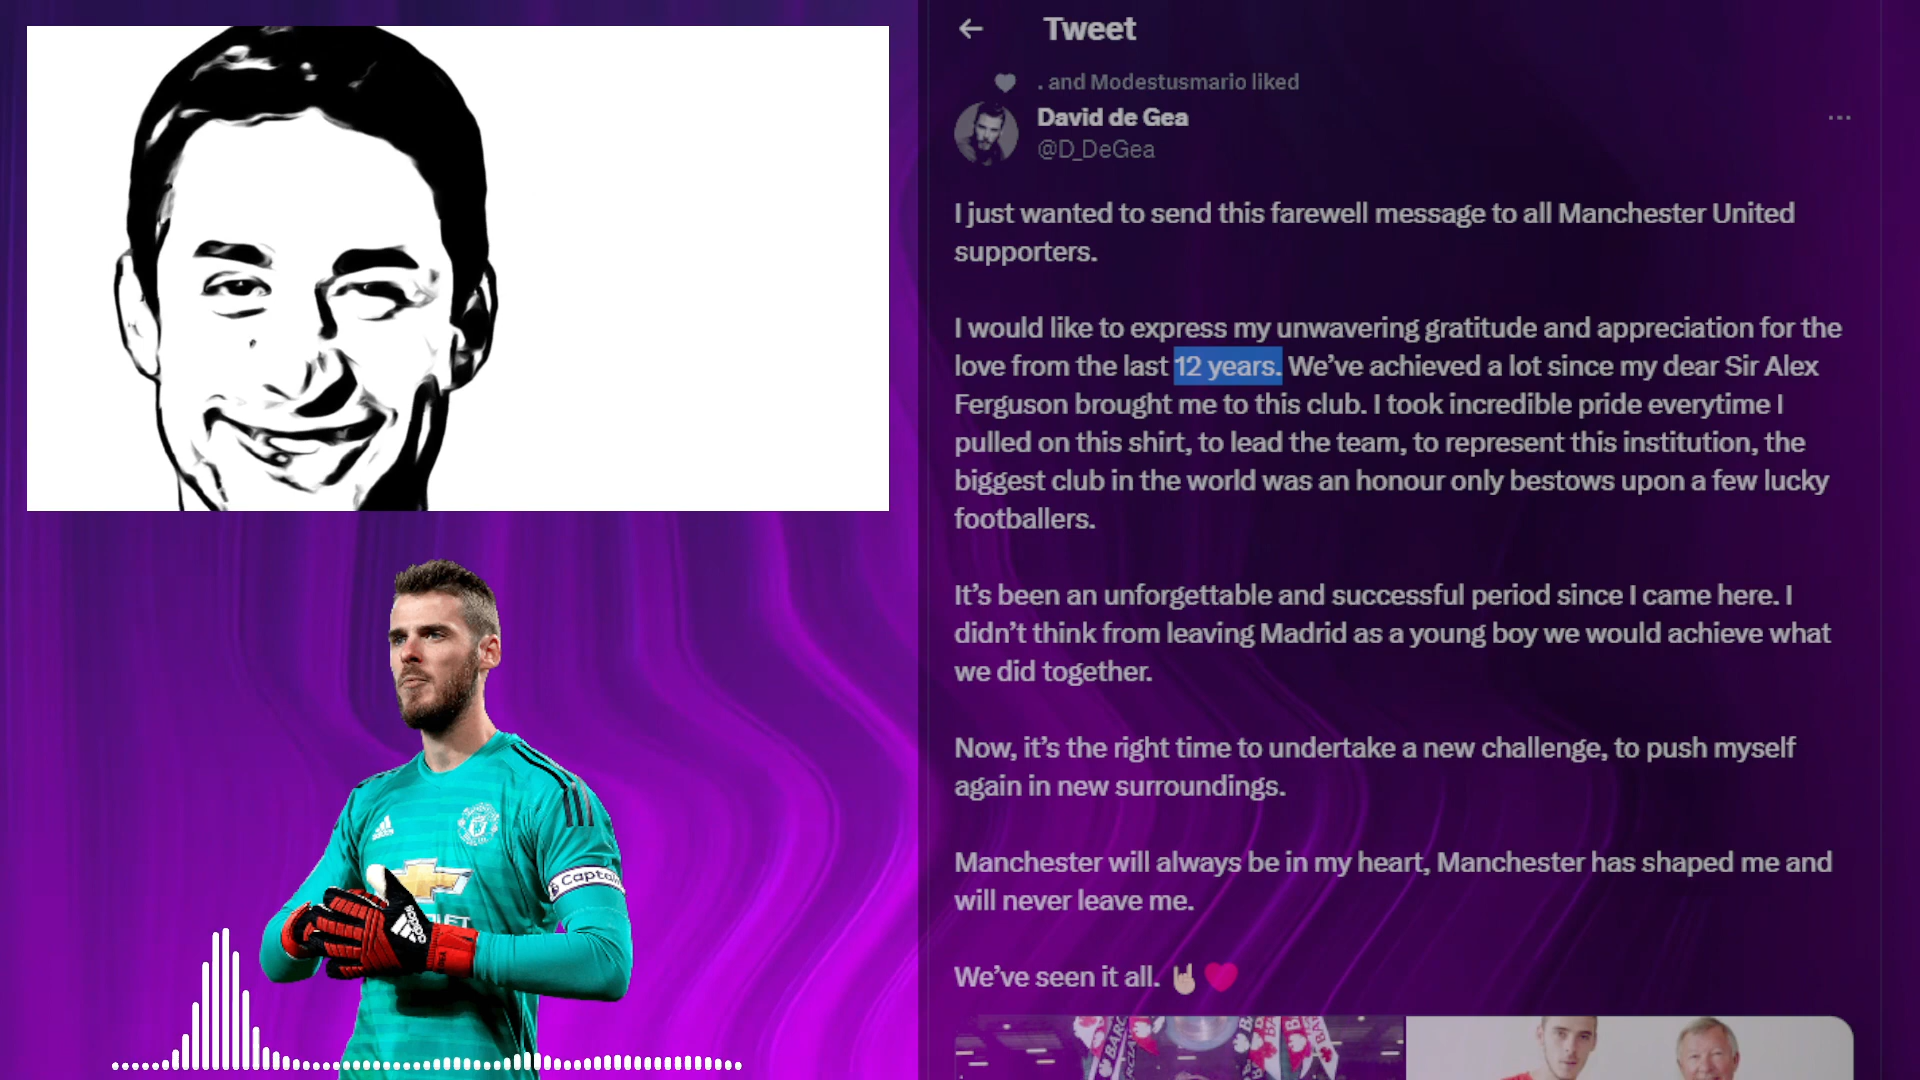 Tweet
. and Modestusmario liked
David de Gea
@D_DeGea
I just wanted to send this farewell message to all Manchester United
supporters.
I would like to express my unwavering gratitude and appreciation for the
love from the last 12 years. We’ve achieved a lot since my dear Sir Alex
Ferguson brought me to this club. I took incredible pride everytime I
pulled on this shirt, to lead the team, to represent this institution, the
biggest club in the world was an honour only bestows upon a few lucky
footballers.
It’s been an unforgettable and successful period since I came here. I
didn’t think from leaving Madrid as a young boy we would achieve what
we did together.
Now, it’s the right time to undertake a new challenge, to push myself
again in new surroundings.
Manchester will always be in my heart, Manchester has shaped me and
will never leave me.
We’ve seen it all. 🤘🏻❤️
adidas